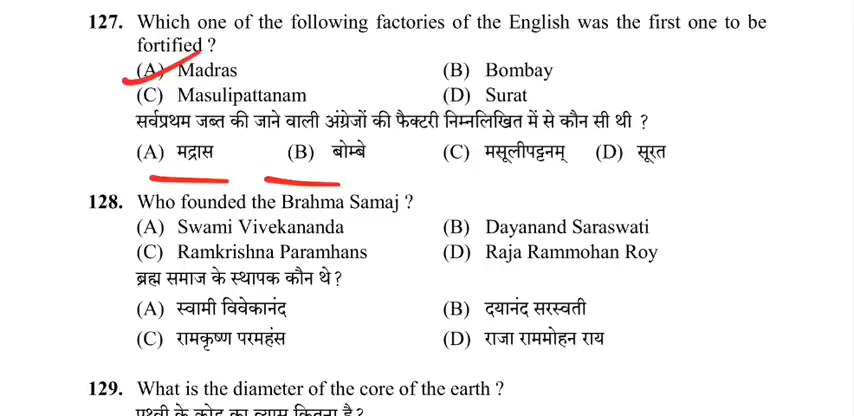 127. Which one of the following factories of the English was the first one to be
fortified ?
(A) Madras (B) Bombay
(C) Masulipattanam (D) Surat
सर्वप्रथम जब्त की जाने वाली अंग्रेजों की फैक्टरी निम्नलिखित में से कौन सी थी ?
(A) मद्रास (B) बोम्बे (C) मसूलीपट्टनम् (D) सूरत
128. Who founded the Brahma Samaj ?
(A) Swami Vivekananda (B) Dayanand Saraswati
(C) Ramkrishna Paramhans (D) Raja Rammohan Roy
ब्रह्म समाज के स्थापक कौन थे ?
(A) स्वामी विवेकानंद (B) दयानंद सरस्वती
(C) रामकृष्ण परमहंस (D) राजा राममोहन राय
129. What is the diameter of the core of the earth ?
पृथ्वी के कोर का व्यास कितना है ?